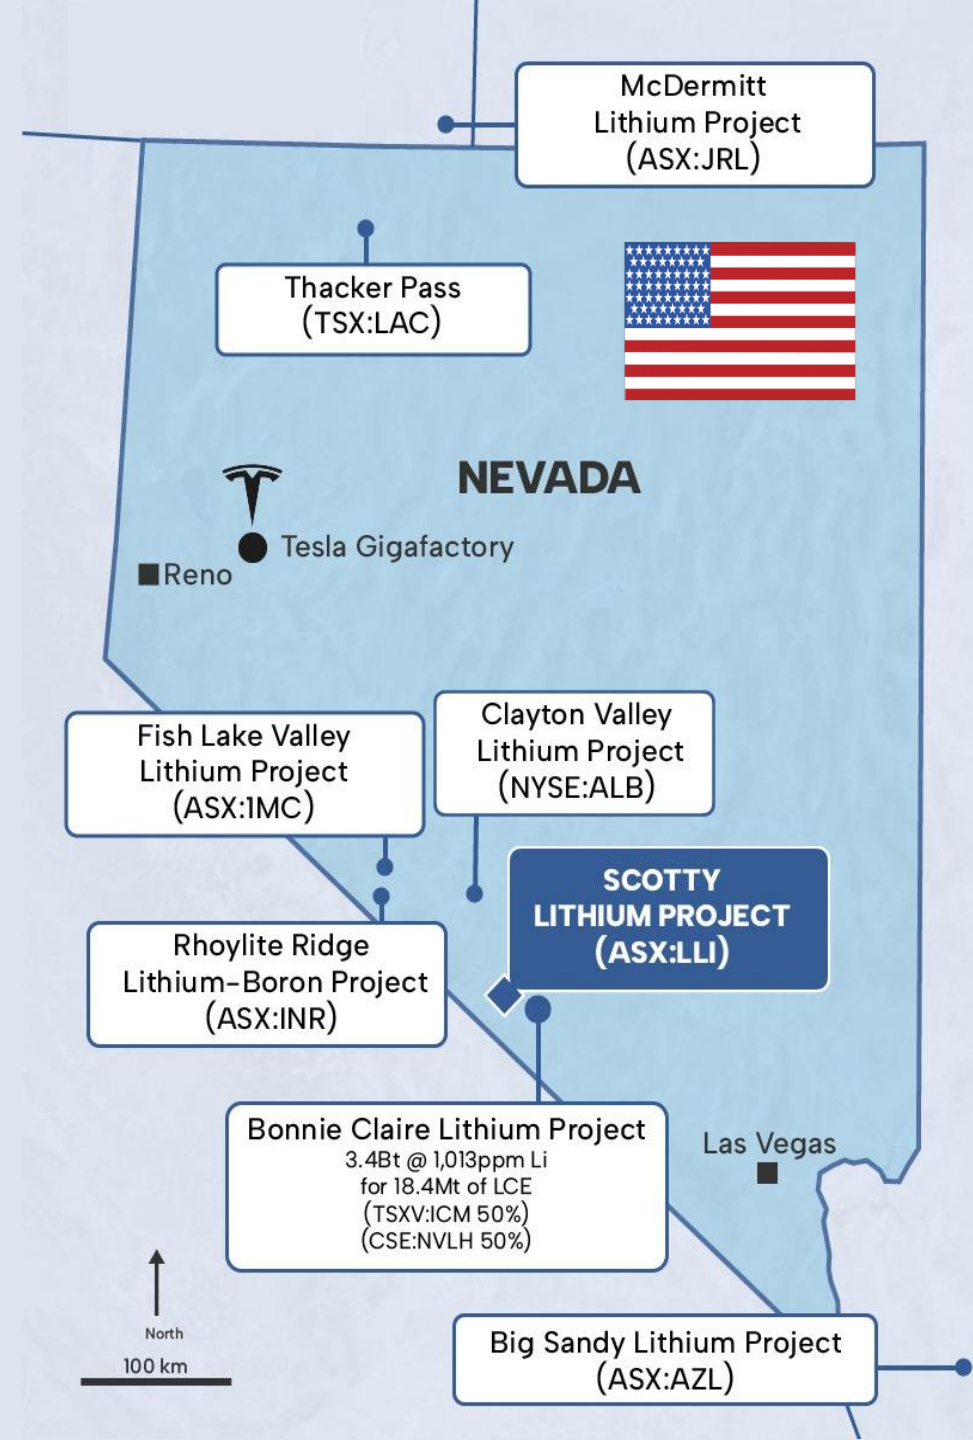 McDermitt
Lithium Project
(ASX:JRL)
Thacker Pass
(TSX:LAC)
NEVADA
Tesla Gigafactory
Reno
Fish Lake Valley
Lithium Project
(ASX:1MC)
Clayton Valley
Lithium Project
(NYSE:ALB)
SCOTTY
LITHIUM PROJECT
(ASX:LLI)
Rhoylite Ridge
Lithium-Boron Project
(ASX:INR)
Bonnie Claire Lithium Project
3.4Bt @ 1,013ppm Li
for 18.4Mt of LCE
(TSXV:ICM 50%)
(CSE:NVLH 50%)
Las Vegas
North
100 km
Big Sandy Lithium Project
(ASX:AZL)